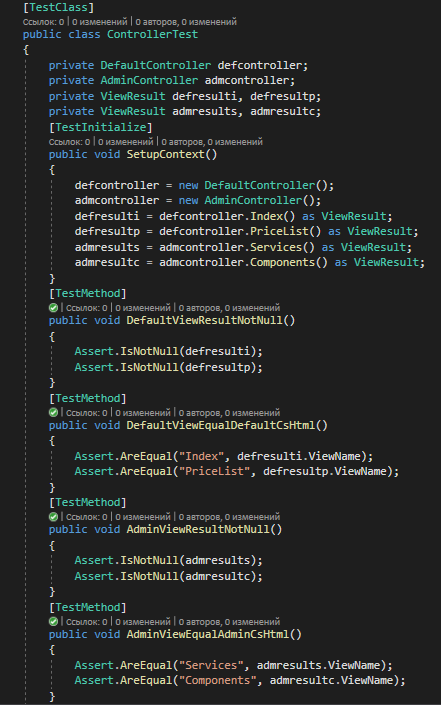 [TestClass]
Ссылок: 0 | 0 изменений | 0 авторов, 0 изменений
public class ControllerTest
{
private DefaultController defcontroller;
private AdminController admcontroller;
private ViewResult defresulti, defresultp;
private ViewResult admresults, admresultc;
[TestInitialize]
Ссылок: 0 | 0 изменений | 0 авторов, 0 изменений
public void SetupContext()
{
defcontroller = new DefaultController();
admcontroller = new AdminController();
defresulti = defcontroller.Index() as ViewResult;
defresultp = defcontroller.PriceList() as ViewResult;
admresults = admcontroller.Services() as ViewResult;
admresultc = admcontroller.Components() as ViewResult;
}
[TestMethod]
| Ссылок: 0 | 0 изменений | 0 авторов, 0 изменений
public void DefaultViewResultNotNull()
{
Assert.IsNotNull(defresulti);
Assert.IsNotNull(defresultp);
}
[TestMethod]
| Ссылок: 0 | 0 изменений | 0 авторов, 0 изменений
public void DefaultViewEqualDefaultCsHtml()
{
Assert.AreEqual("Index", defresulti.ViewName);
Assert.AreEqual("PriceList", defresultp.ViewName);
}
[TestMethod]
| Ссылок: 0 | 0 изменений | 0 авторов, 0 изменений
public void AdminViewResultNotNull()
{
Assert.IsNotNull(admresults);
Assert.IsNotNull(admresultc);
}
[TestMethod]
| Ссылок: 0 | 0 изменений | 0 авторов, 0 изменений
public void AdminViewEqualAdminCsHtml()
{
Assert.AreEqual("Services", admresults.ViewName);
Assert.AreEqual("Components", admresultc.ViewName);
}